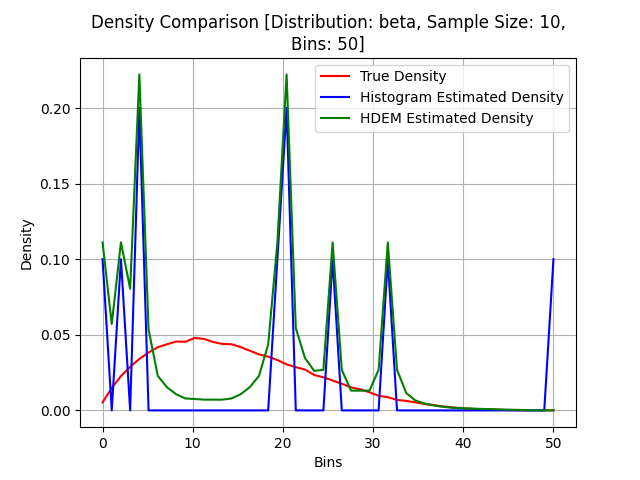 Density Comparison [Distribution: beta, Sample Size: 10,
Bins: 50]
True Density
Histogram Estimated Density
HDEM Estimated Density
Density
0.20
0.15
0.10
0.05
0.00
0
10
20
30
40
50
Bins